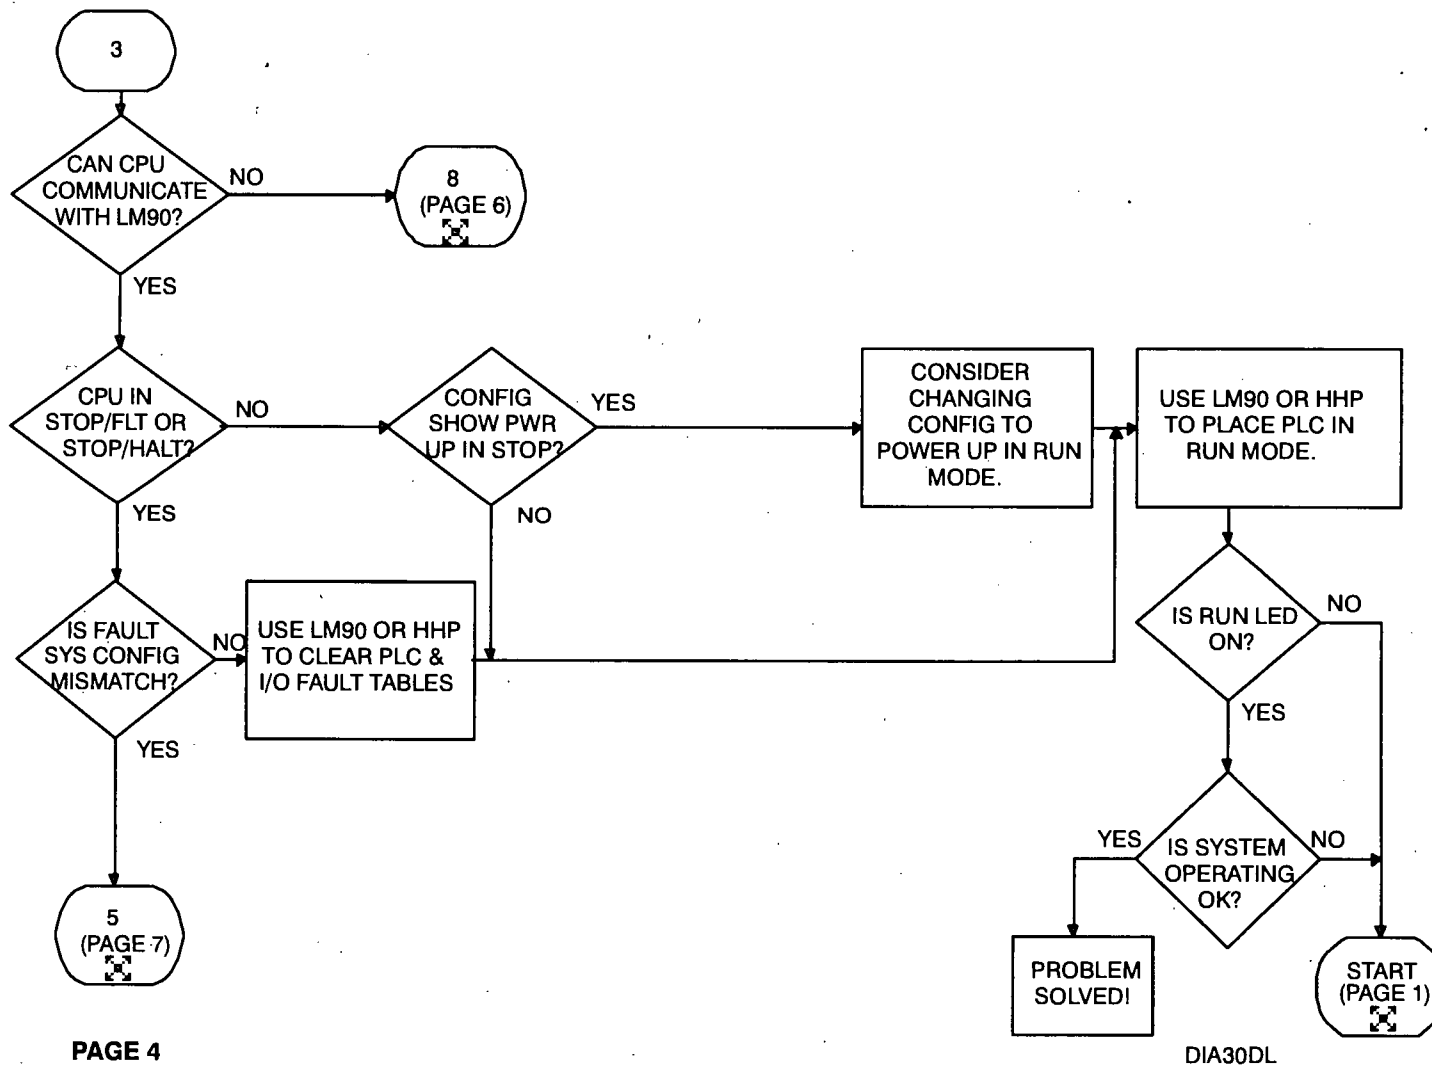 3
CAN CPU
COMMUNICATE
WITH LM90?
NO
8
(PAGE 6)
YES
CPU IN
STOP/FLT OR
STOP/HALT?
NO
CONFIG
SHOW PWR
UP IN STOP?
YES
CONSIDER
CHANGING
CONFIG TO
POWER UP IN RUN
MODE.
USE LM90 OR HHP
TO PLACE PLC IN
RUN MODE.
YES
NO
IS FAULT
SYS CONFIG
MISMATCH?
NO
USE LM90 OR HHP
TO CLEAR PLC &
I/O FAULT TABLES
IS RUN LED
ON?
NO
YES
YES
IS SYSTEM
OPERATING
OK?
YES
NO
5
(PAGE 7)
PROBLEM
SOLVED!
START
(PAGE 1)
PAGE 4
DIA30DL